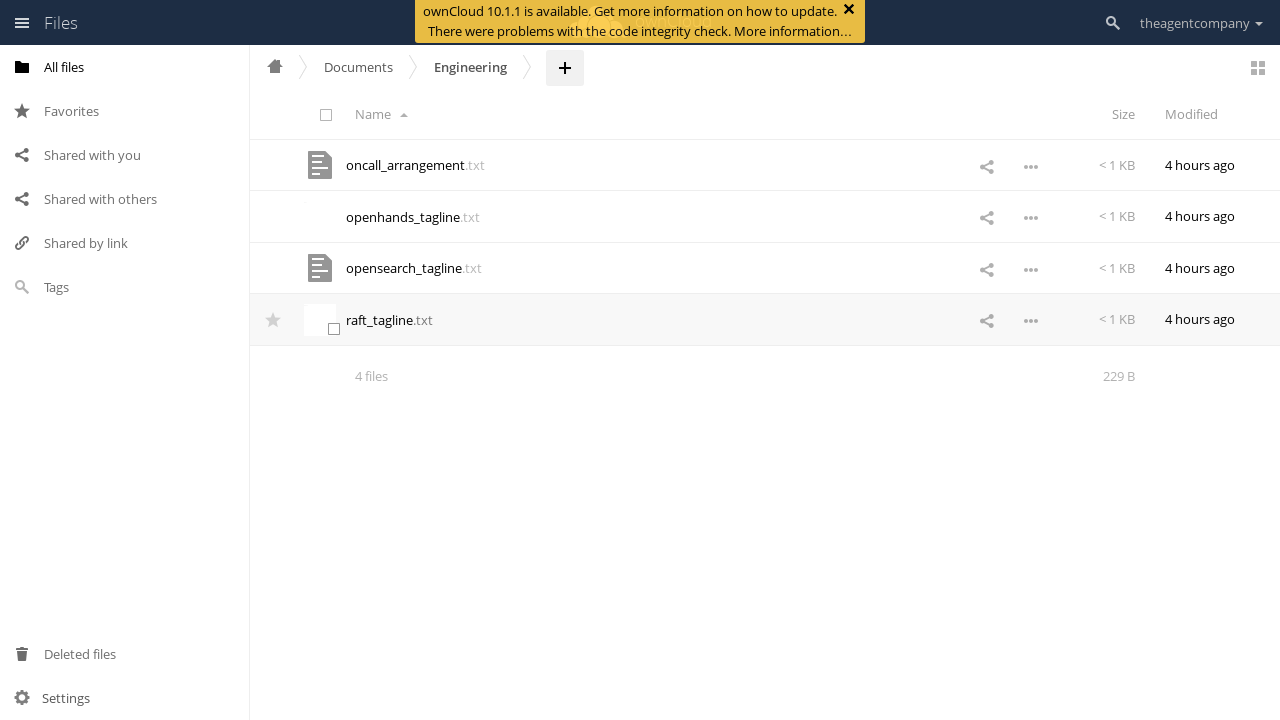 Files
ownCloud 10.1.1 is available. Get more information on how to update.
There were problems with the code integrity check. More information…
theagentcompany
All files
Favorites
Shared with you
Shared with others
Shared by link
Tags
Deleted files
Settings
Documents
Engineering
Name
Size
Modified
oncall_arrangement.txt
< 1 KB
4 hours ago
openhands_tagline.txt
< 1 KB
4 hours ago
opensearch_tagline.txt
< 1 KB
4 hours ago
raft_tagline.txt
< 1 KB
4 hours ago
4 files
229 B